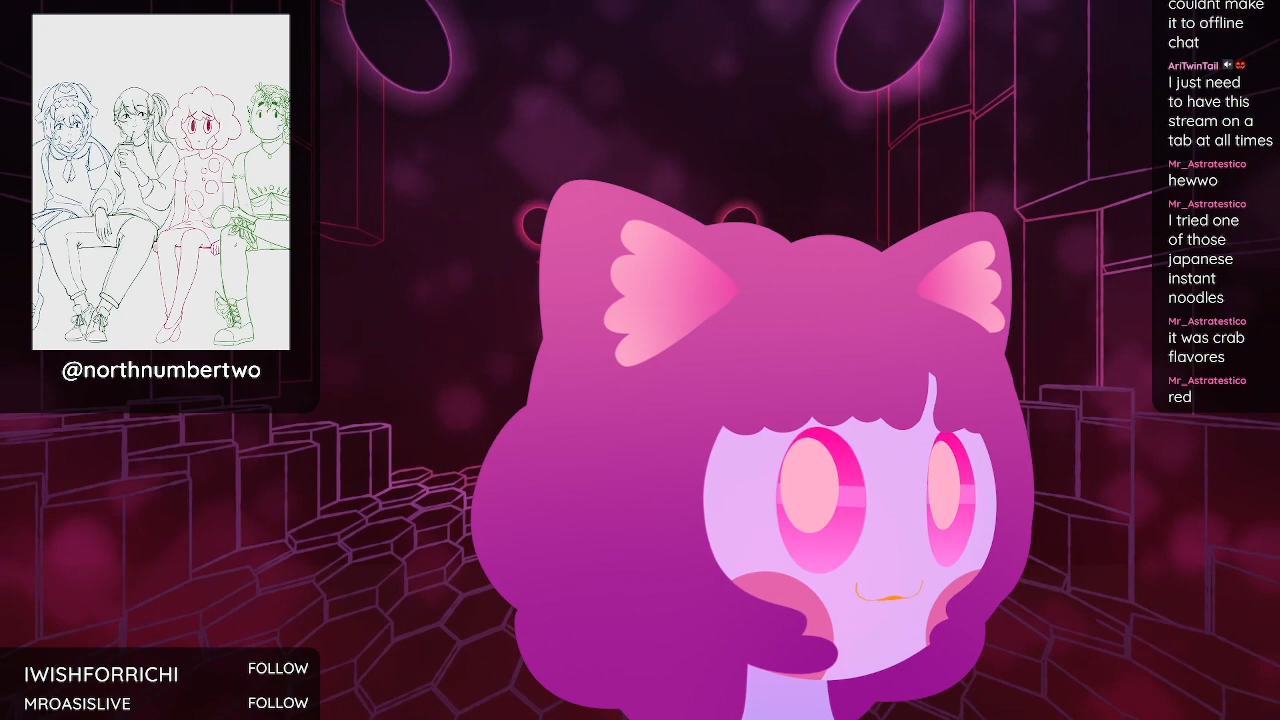 @northnumbertwo
IWISHFORRICHI FOLLOW
MROASISLIVE FOLLOW
couldnt make
it to offline
chat
AriTwinTail
I just need
to have this
stream on a
tab at all times
Mr_Astratestico
hewwo
Mr_Astratestico
I tried one
of those
japanese
instant
noodles
Mr_Astratestico
it was crab
flavores
Mr_Astratestico
red